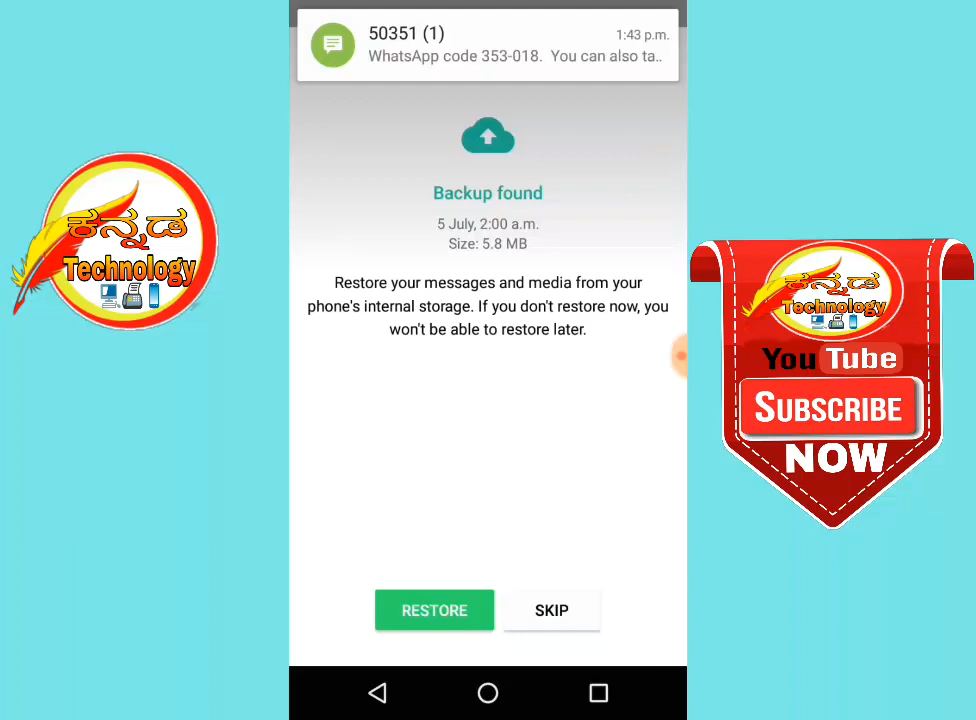 50351 (1)
1:43 p.m.
WhatsApp code 353-018. You can also ta..
Backup found
5 July, 2:00 a.m.
Size: 5.8 MB
Restore your messages and media from your
phone's internal storage. If you don't restore now, you
won't be able to restore later.
RESTORE
SKIP
ಕನ್ನಡ
Technology
ಕನ್ನಡ
Technology
You Tube
SUBSCRIBE
NOW